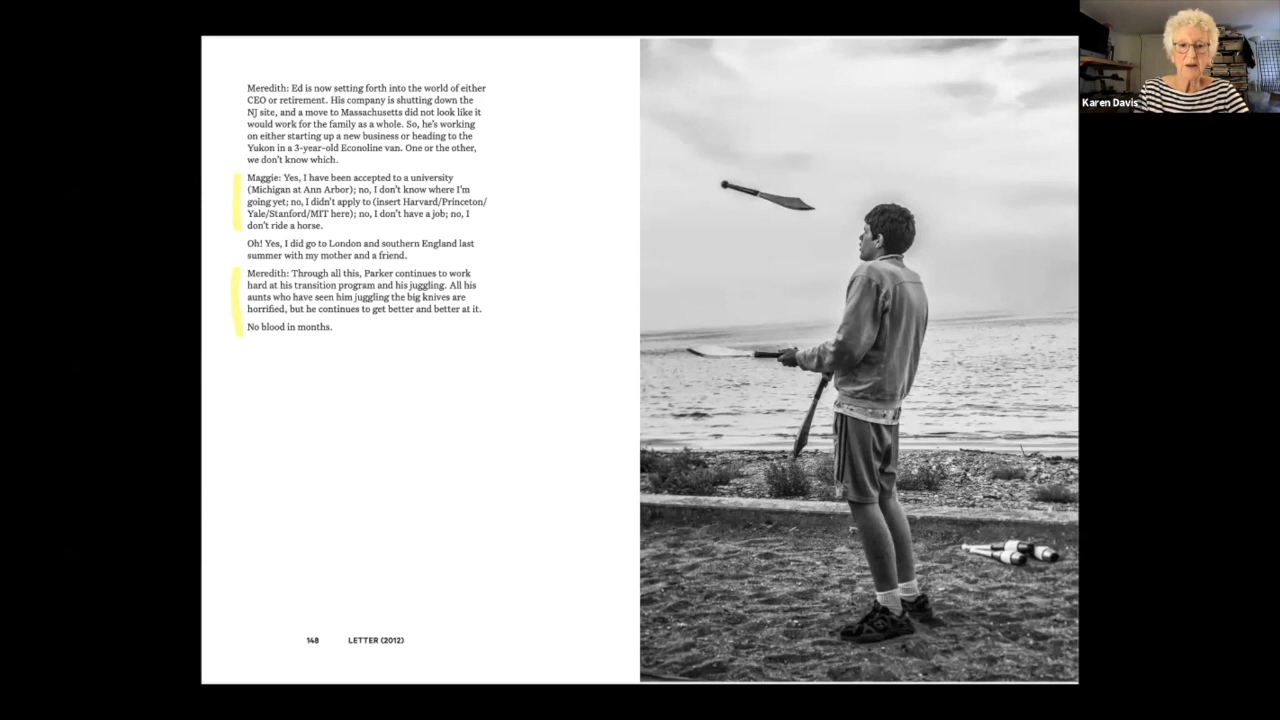 Meredith: Ed is now setting forth into the world of either
CEO or retirement. His company is shutting down the
NJ site, and a move to Massachusetts did not look like it
would work for the family as a whole. So, he's working
on either starting up a new business or heading to the
Yukon in a 3-year-old Econoline van. One or the other,
we don't know which.
Maggie: Yes, I have been accepted to a university
(Michigan at Ann Arbor); no, I don't know where I'm
going yet; no, I didn't apply to (insert Harvard/Princeton/
Yale/Stanford/MIT here); no, I don't have a job; no, I
don't ride a horse.
Oh! Yes, I did go to London and southern England last
summer with my mother and a friend.
Meredith: Through all this, Parker continues to work
hard at his transition program and his juggling. All his
aunts who have seen him juggling the big knives are
horrified, but he continues to get better and better at it.
No blood in months.
148 LETTER (2012)
Karen Davis